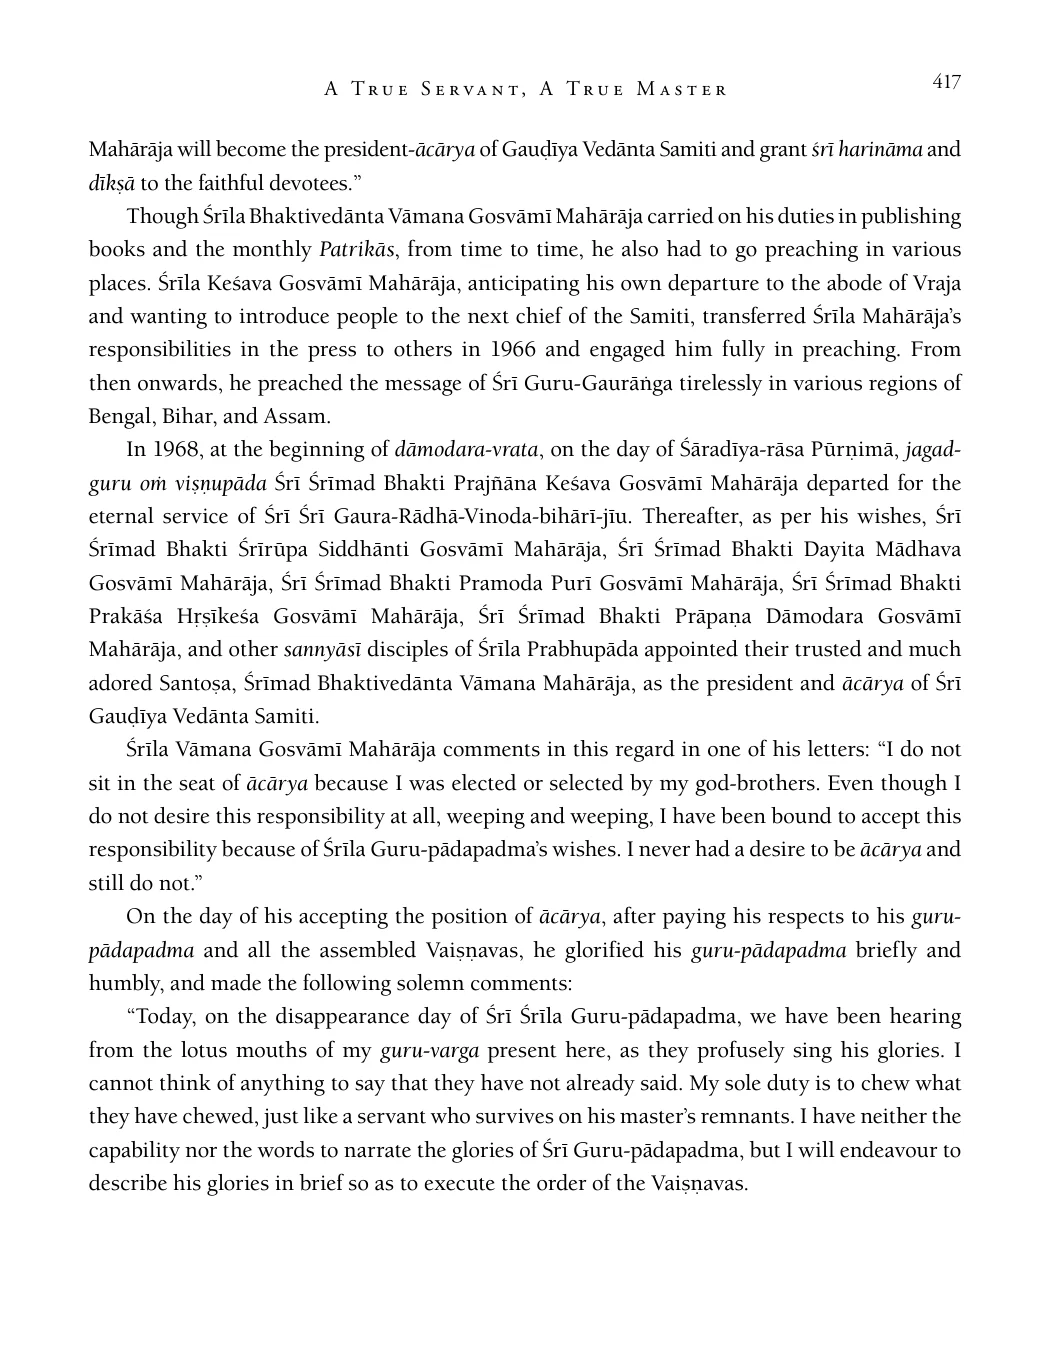 A True Servant, A True Master
417
Mahārāja will become the president-ācārya of Gauḍīya Vedānta Samiti and grant śrī harināma and
dīkṣā to the faithful devotees.”
Though Śrīla Bhaktivedānta Vāmana Gosvāmī Mahārāja carried on his duties in publishing
books and the monthly Patrikās, from time to time, he also had to go preaching in various
places. Śrīla Keśava Gosvāmī Mahārāja, anticipating his own departure to the abode of Vraja
and wanting to introduce people to the next chief of the Samiti, transferred Śrīla Mahārāja’s
responsibilities in the press to others in 1966 and engaged him fully in preaching. From
then onwards, he preached the message of Śrī Guru-Gaurāṅga tirelessly in various regions of
Bengal, Bihar, and Assam.
In 1968, at the beginning of dāmodara-vrata, on the day of Śāradīya-rāsa Pūrṇimā, jagad-
guru oṁ viṣṇupāda Śrī Śrīmad Bhakti Prajñāna Keśava Gosvāmī Mahārāja departed for the
eternal service of Śrī Śrī Gaura-Rādhā-Vinoda-bihārī-jīu. Thereafter, as per his wishes, Śrī
Śrīmad Bhakti Śrīrūpa Siddhānti Gosvāmī Mahārāja, Śrī Śrīmad Bhakti Dayita Mādhava
Gosvāmī Mahārāja, Śrī Śrīmad Bhakti Pramoda Purī Gosvāmī Mahārāja, Śrī Śrīmad Bhakti
Prakāśa Hṛṣīkeśa Gosvāmī Mahārāja, Śrī Śrīmad Bhakti Prāpaṇa Dāmodara Gosvāmī
Mahārāja, and other sannyāsī disciples of Śrīla Prabhupāda appointed their trusted and much
adored Santoṣa, Śrīmad Bhaktivedānta Vāmana Mahārāja, as the president and ācārya of Śrī
Gauḍīya Vedānta Samiti.
Śrīla Vāmana Gosvāmī Mahārāja comments in this regard in one of his letters: “I do not
sit in the seat of ācārya because I was elected or selected by my god-brothers. Even though I
do not desire this responsibility at all, weeping and weeping, I have been bound to accept this
responsibility because of Śrīla Guru-pādapadma’s wishes. I never had a desire to be ācārya and
still do not.”
On the day of his accepting the position of ācārya, after paying his respects to his guru-
pādapadma and all the assembled Vaiṣṇavas, he glorified his guru-pādapadma briefly and
humbly, and made the following solemn comments:
“Today, on the disappearance day of Śrī Śrīla Guru-pādapadma, we have been hearing
from the lotus mouths of my guru-varga present here, as they profusely sing his glories. I
cannot think of anything to say that they have not already said. My sole duty is to chew what
they have chewed, just like a servant who survives on his master’s remnants. I have neither the
capability nor the words to narrate the glories of Śrī Guru-pādapadma, but I will endeavour to
describe his glories in brief so as to execute the order of the Vaiṣṇavas.